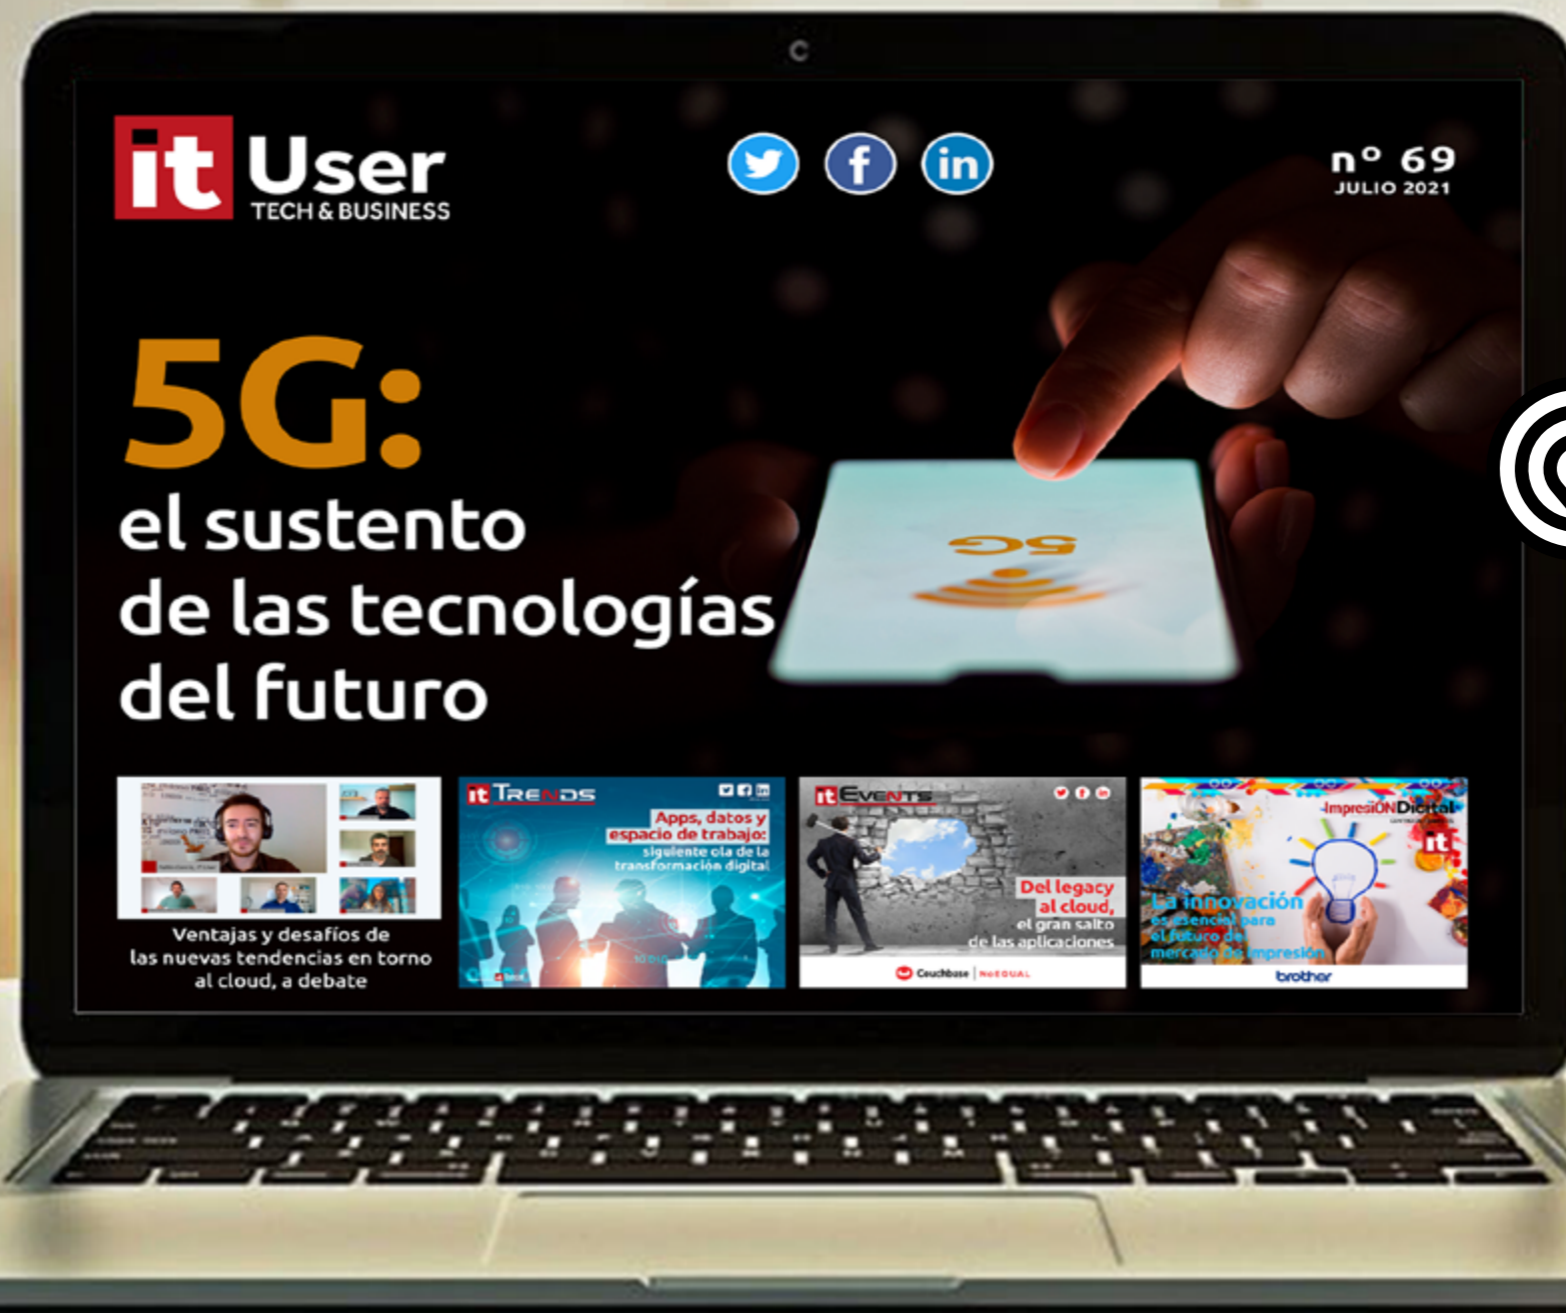 it User
TECH & BUSINESS
nº 69
JULIO 2021
5G:
el sustento
de las tecnologías
del futuro
5G
Ventajas y desafíos de
las nuevas tendencias en torno
al cloud, a debate
it TRENDS
Apps, datos y
espacio de trabajo:
siguiente ola de la
transformación digital
it EVENTS
Del legacy
al cloud,
el gran salto
de las aplicaciones
Couchbase | NoEQUAL
ImpresiONDigital
it
La innovación
es esencial para
el futuro del
mercado de impresión
brother